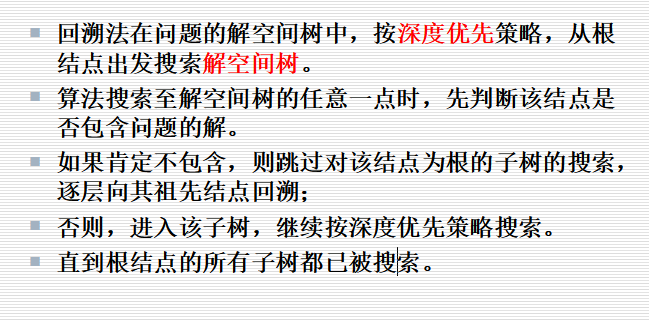 回溯法在问题的解空间树中，按深度优先策略，从根
结点出发搜索解空间树。
算法搜索至解空间树的任意一点时，先判断该结点是
否包含问题的解。
如果肯定不包含，则跳过对该结点为根的子树的搜索，
逐层向其祖先结点回溯；
否则，进入该子树，继续按深度优先策略搜索。
直到根结点的所有子树都已被搜索。